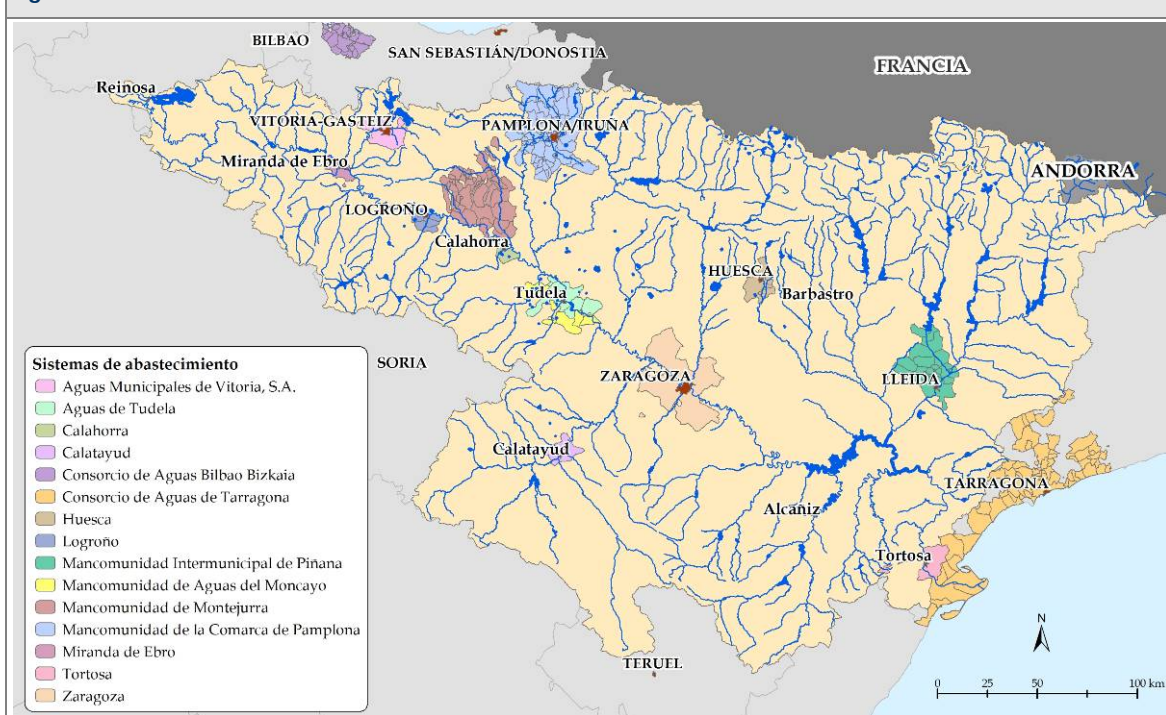 BILBAO
SAN SEBASTIÁN/DONOSTIA
FRANCIA
Reinosa
VITORIA-GASTEIZ
PAMPLONA/IRUÑA
Miranda de Ebro
ANDORRA
LOGROÑO
Calahorra
HUESCA
Tudela
Barbastro
SORIA
ZARAGOZA
LLEIDA
Calatayud
TARRAGONA
Alcañiz
Tortosa
TERUEL
Sistemas de abastecimiento
Aguas Municipales de Vitoria, S.A.
Aguas de Tudela
Calahorra
Calatayud
Consorcio de Aguas Bilbao Bizkaia
Consorcio de Aguas de Tarragona
Huesca
Logroño
Mancomunidad Intermunicipal de Piñana
Mancomunidad de Aguas del Moncayo
Mancomunidad de Montejurra
Mancomunidad de la Comarca de Pamplona
Miranda de Ebro
Tortosa
Zaragoza
N
0 25 50 100 km